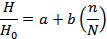 H/H₀ = a + b (n/N)